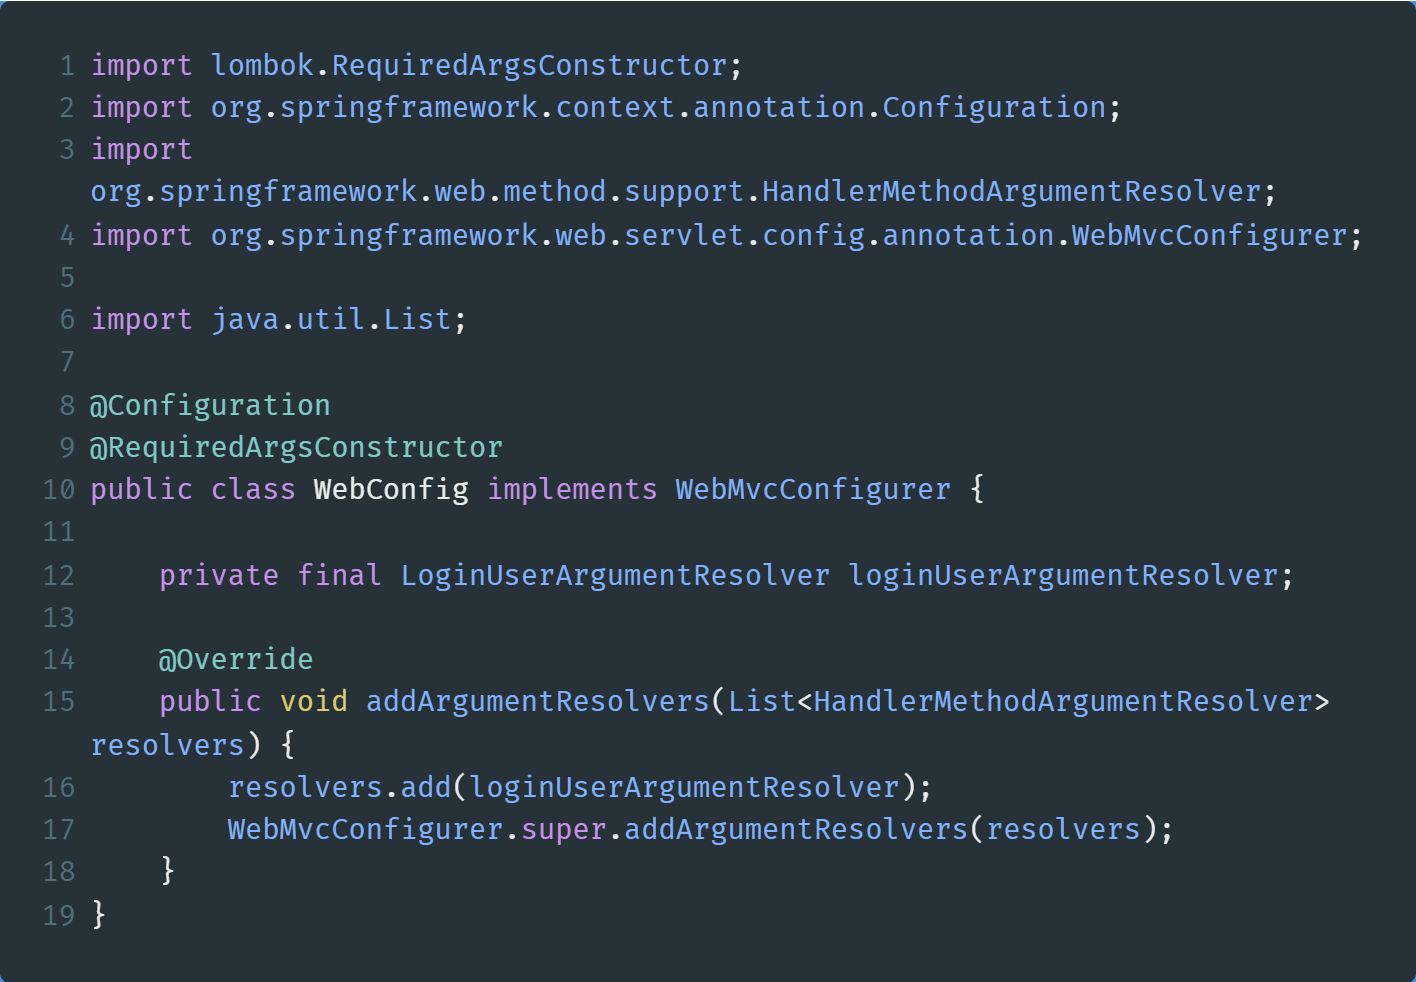 1 import lombok.RequiredArgsConstructor;
2 import org.springframework.context.annotation.Configuration;
3 import
org.springframework.web.method.support.HandlerMethodArgumentResolver;
4 import org.springframework.web.servlet.config.annotation.WebMvcConfigurer;
5
6 import java.util.List;
7
8 @Configuration
9 @RequiredArgsConstructor
10 public class WebConfig implements WebMvcConfigurer {
11
12     private final LoginUserArgumentResolver loginUserArgumentResolver;
13
14     @Override
15     public void addArgumentResolvers(List<HandlerMethodArgumentResolver>
resolvers) {
16         resolvers.add(loginUserArgumentResolver);
17         WebMvcConfigurer.super.addArgumentResolvers(resolvers);
18     }
19 }